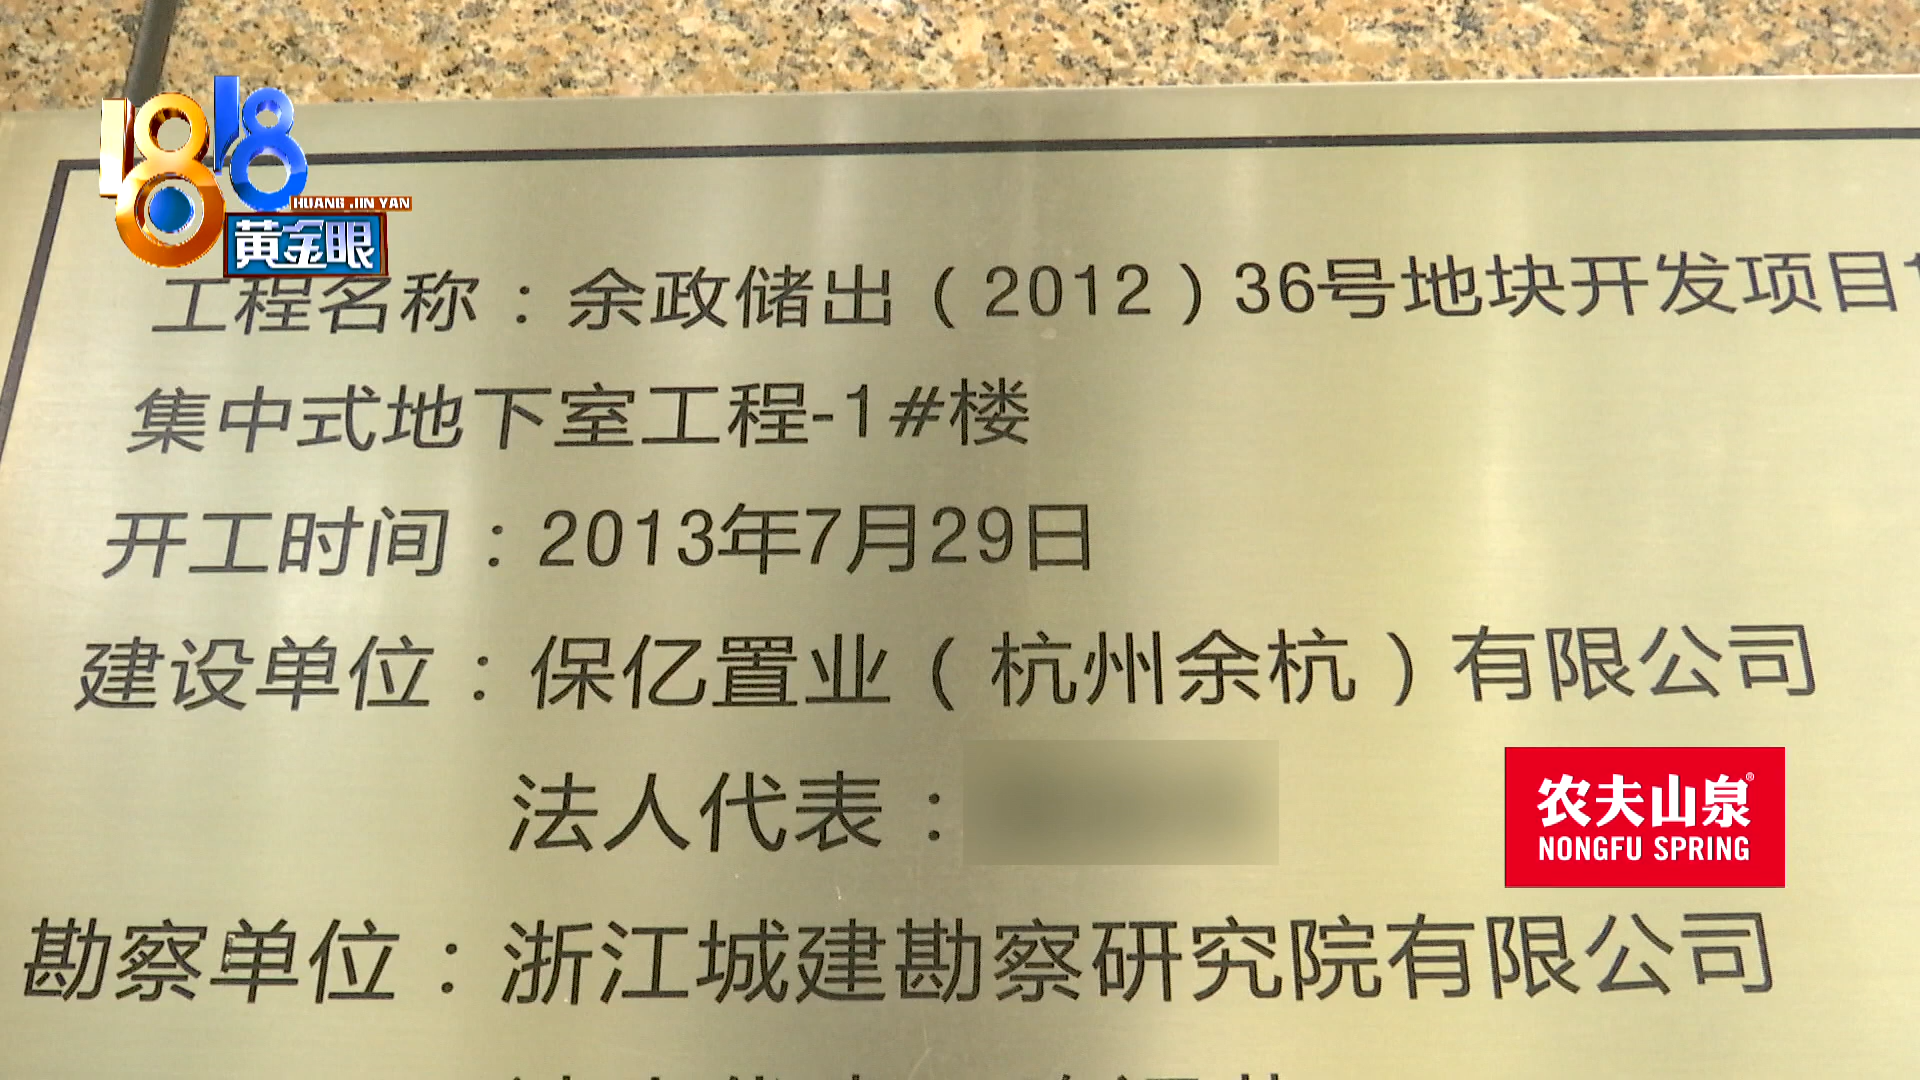 1818
HUANG JIN YAN
黄金眼
工程名称：余政储出（2012）36号地块开发项目
集中式地下室工程-1#楼
开工时间：2013年7月29日
建设单位：保亿置业（杭州余杭）有限公司
法人代表：
农夫山泉®
NONGFU SPRING
勘察单位：浙江城建勘察研究院有限公司